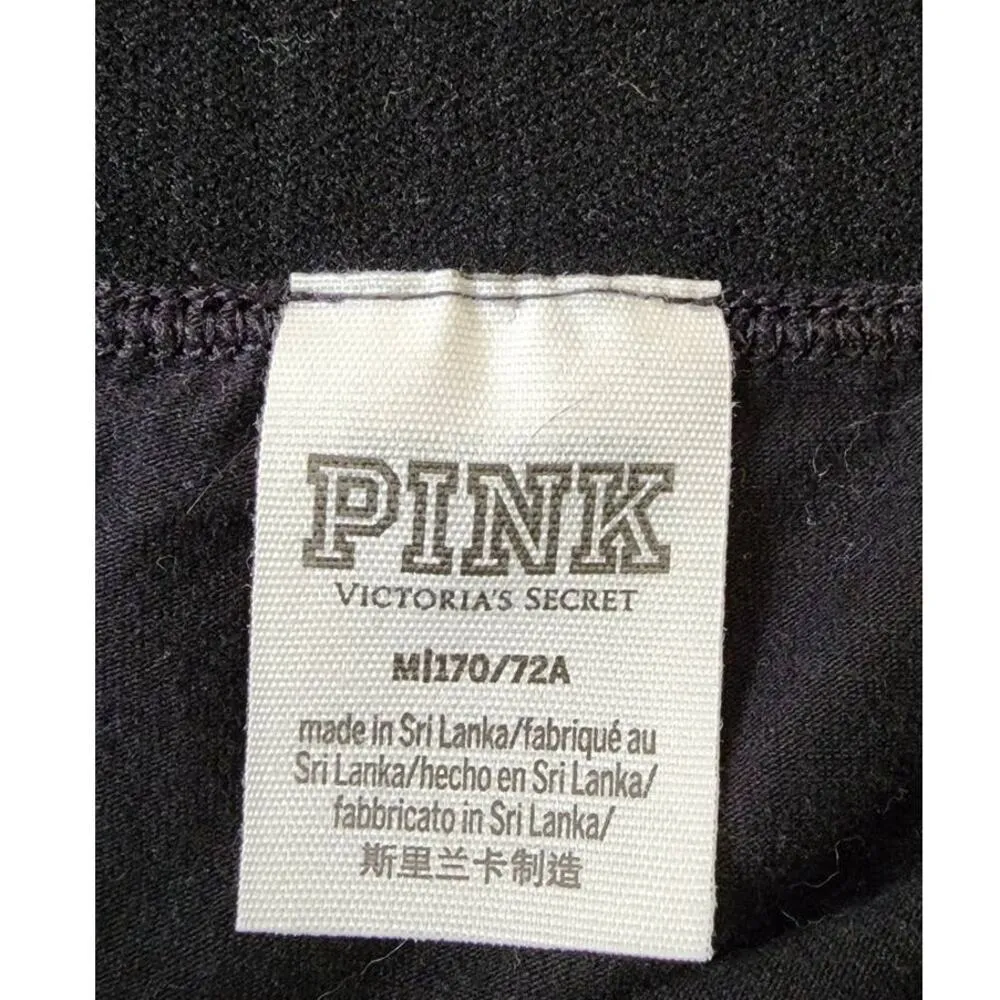 PINK
VICTORIA'S SECRET
M|170/72A
made in Sri Lanka/fabriqué au
Sri Lanka/hecho en Sri Lanka/
fabbricato in Sri Lanka/
斯里兰卡制造